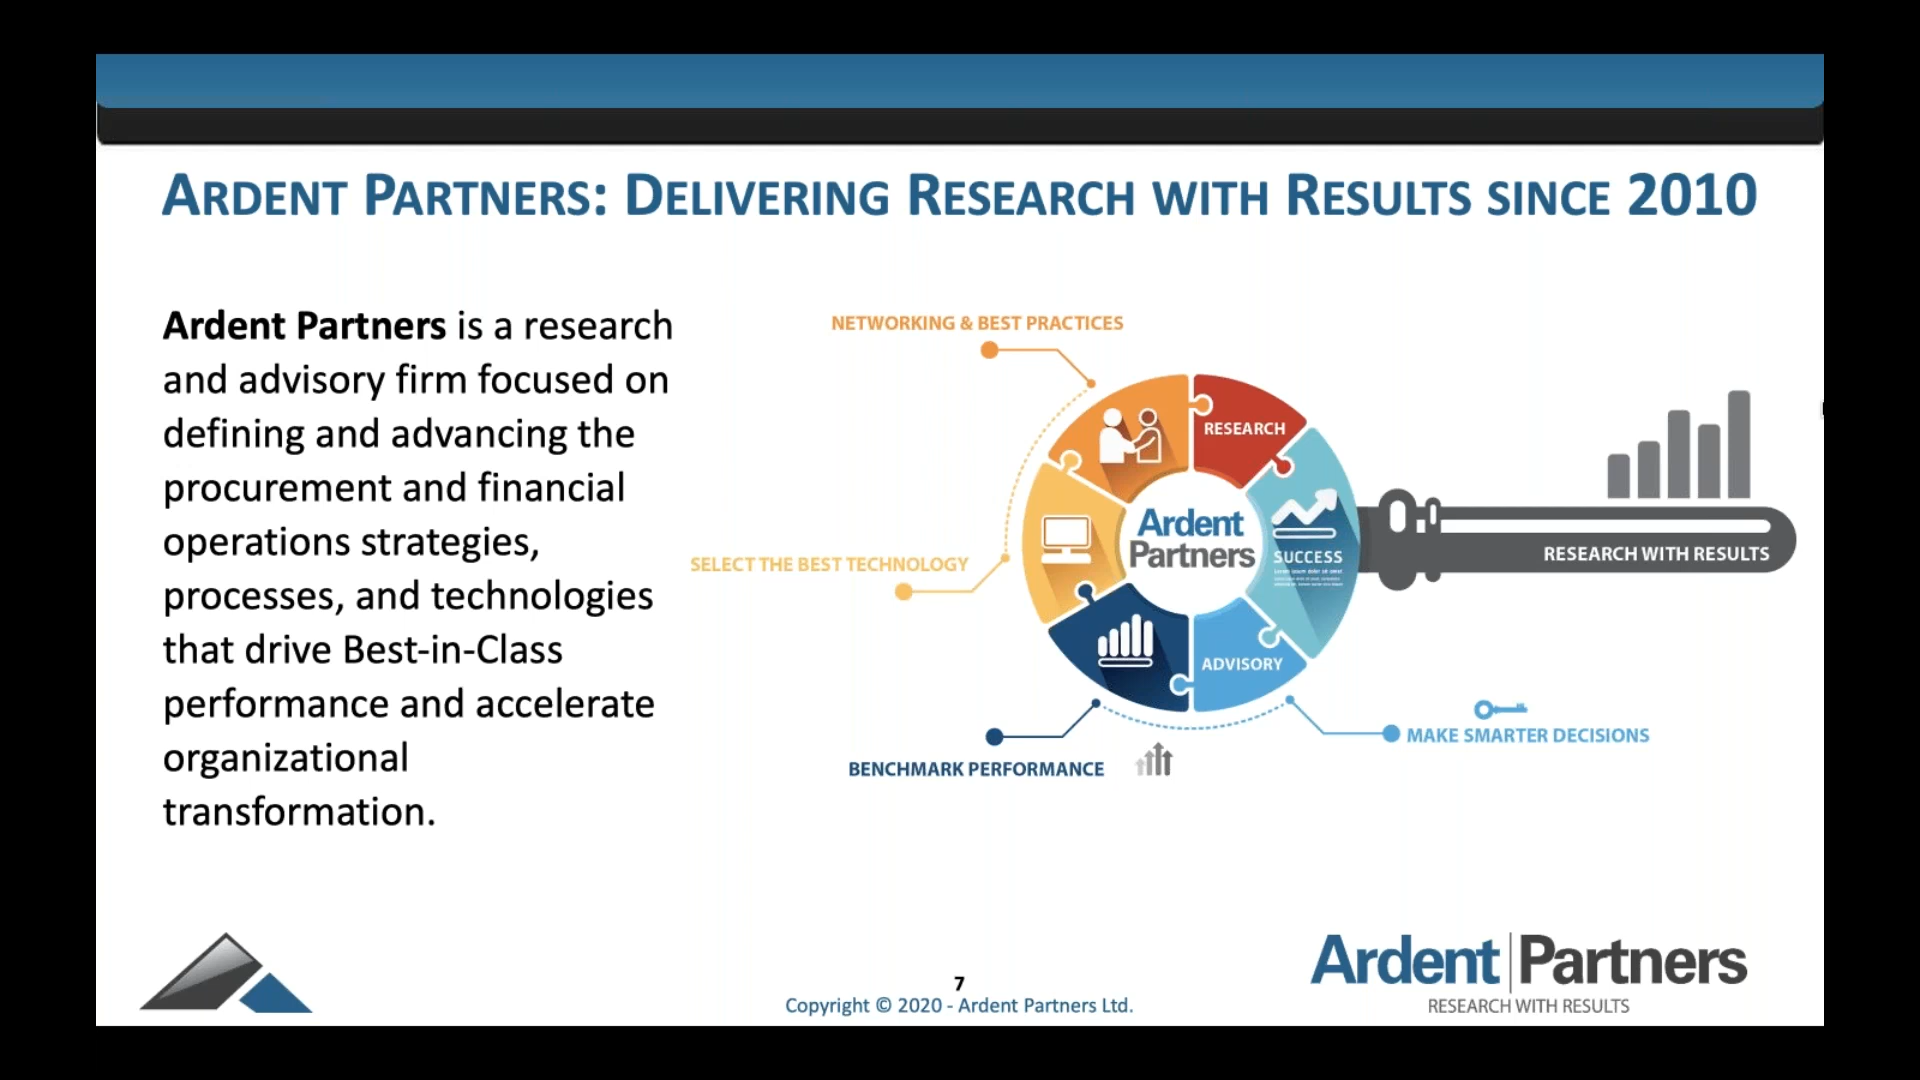 ARDENT PARTNERS: DELIVERING RESEARCH WITH RESULTS SINCE 2010
Ardent Partners is a research
and advisory firm focused on
defining and advancing the
procurement and financial
operations strategies,
processes, and technologies
that drive Best-in-Class
performance and accelerate
organizational
transformation.
NETWORKING & BEST PRACTICES
RESEARCH
Ardent
Partners
SUCCESS
SELECT THE BEST TECHNOLOGY
RESEARCH WITH RESULTS
ADVISORY
MAKE SMARTER DECISIONS
BENCHMARK PERFORMANCE
7
Copyright © 2020 - Ardent Partners Ltd.
Ardent Partners
RESEARCH WITH RESULTS